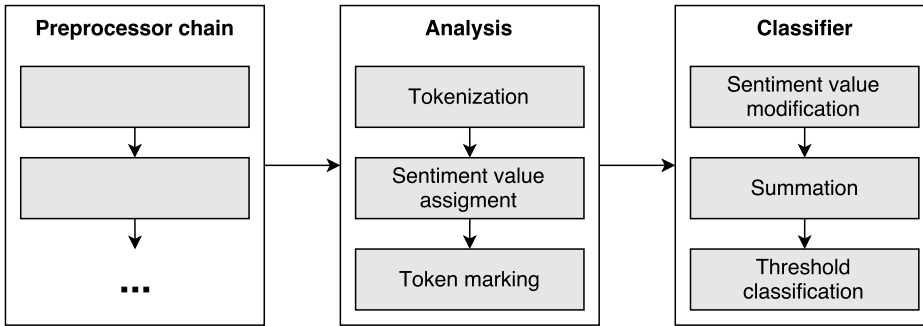 Preprocessor chain
...
Analysis
Tokenization
Sentiment value
assigment
Token marking
Classifier
Sentiment value
modification
Summation
Threshold
classification